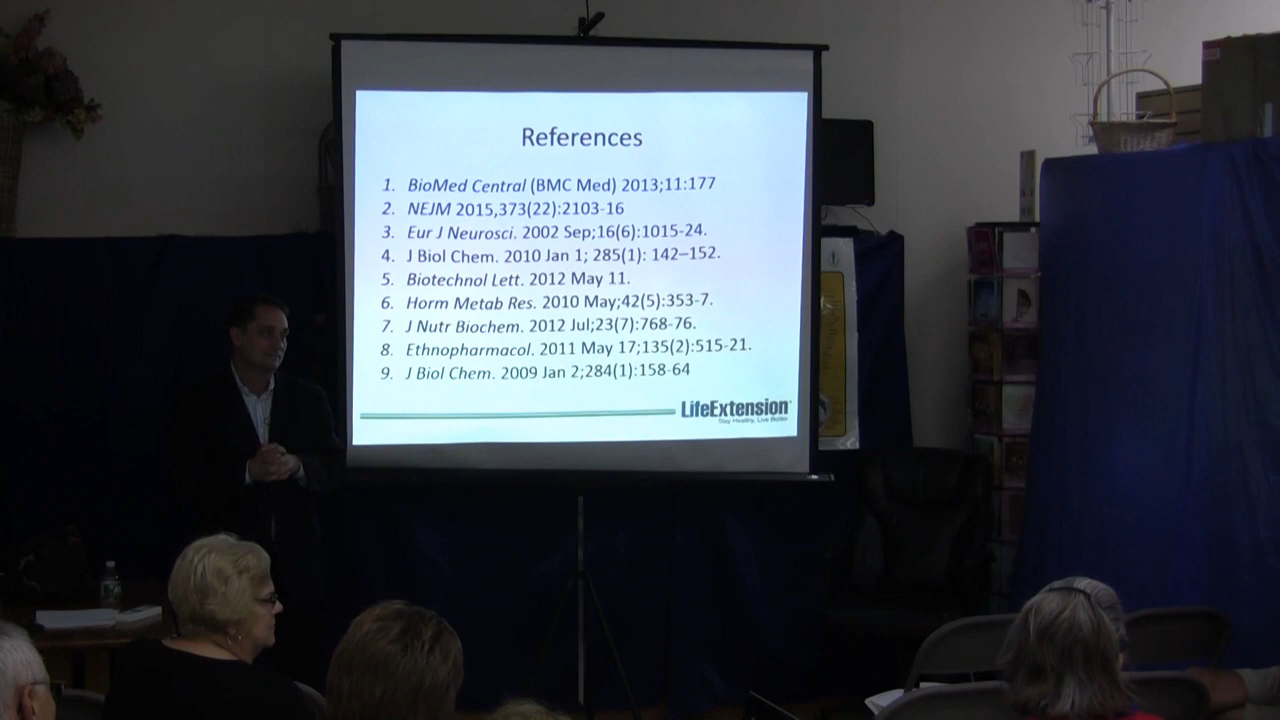 References
1. BioMed Central (BMC Med) 2013;11:177
2. NEJM 2015,373(22):2103-16
3. Eur J Neurosci. 2002 Sep;16(6):1015-24.
4. J Biol Chem. 2010 Jan 1; 285(1): 142–152.
5. Biotechnol Lett. 2012 May 11.
6. Horm Metab Res. 2010 May;42(5):353-7.
7. J Nutr Biochem. 2012 Jul;23(7):768-76.
8. Ethnopharmacol. 2011 May 17;135(2):515-21.
9. J Biol Chem. 2009 Jan 2;284(1):158-64
LifeExtension
Stay Healthy, Live Better